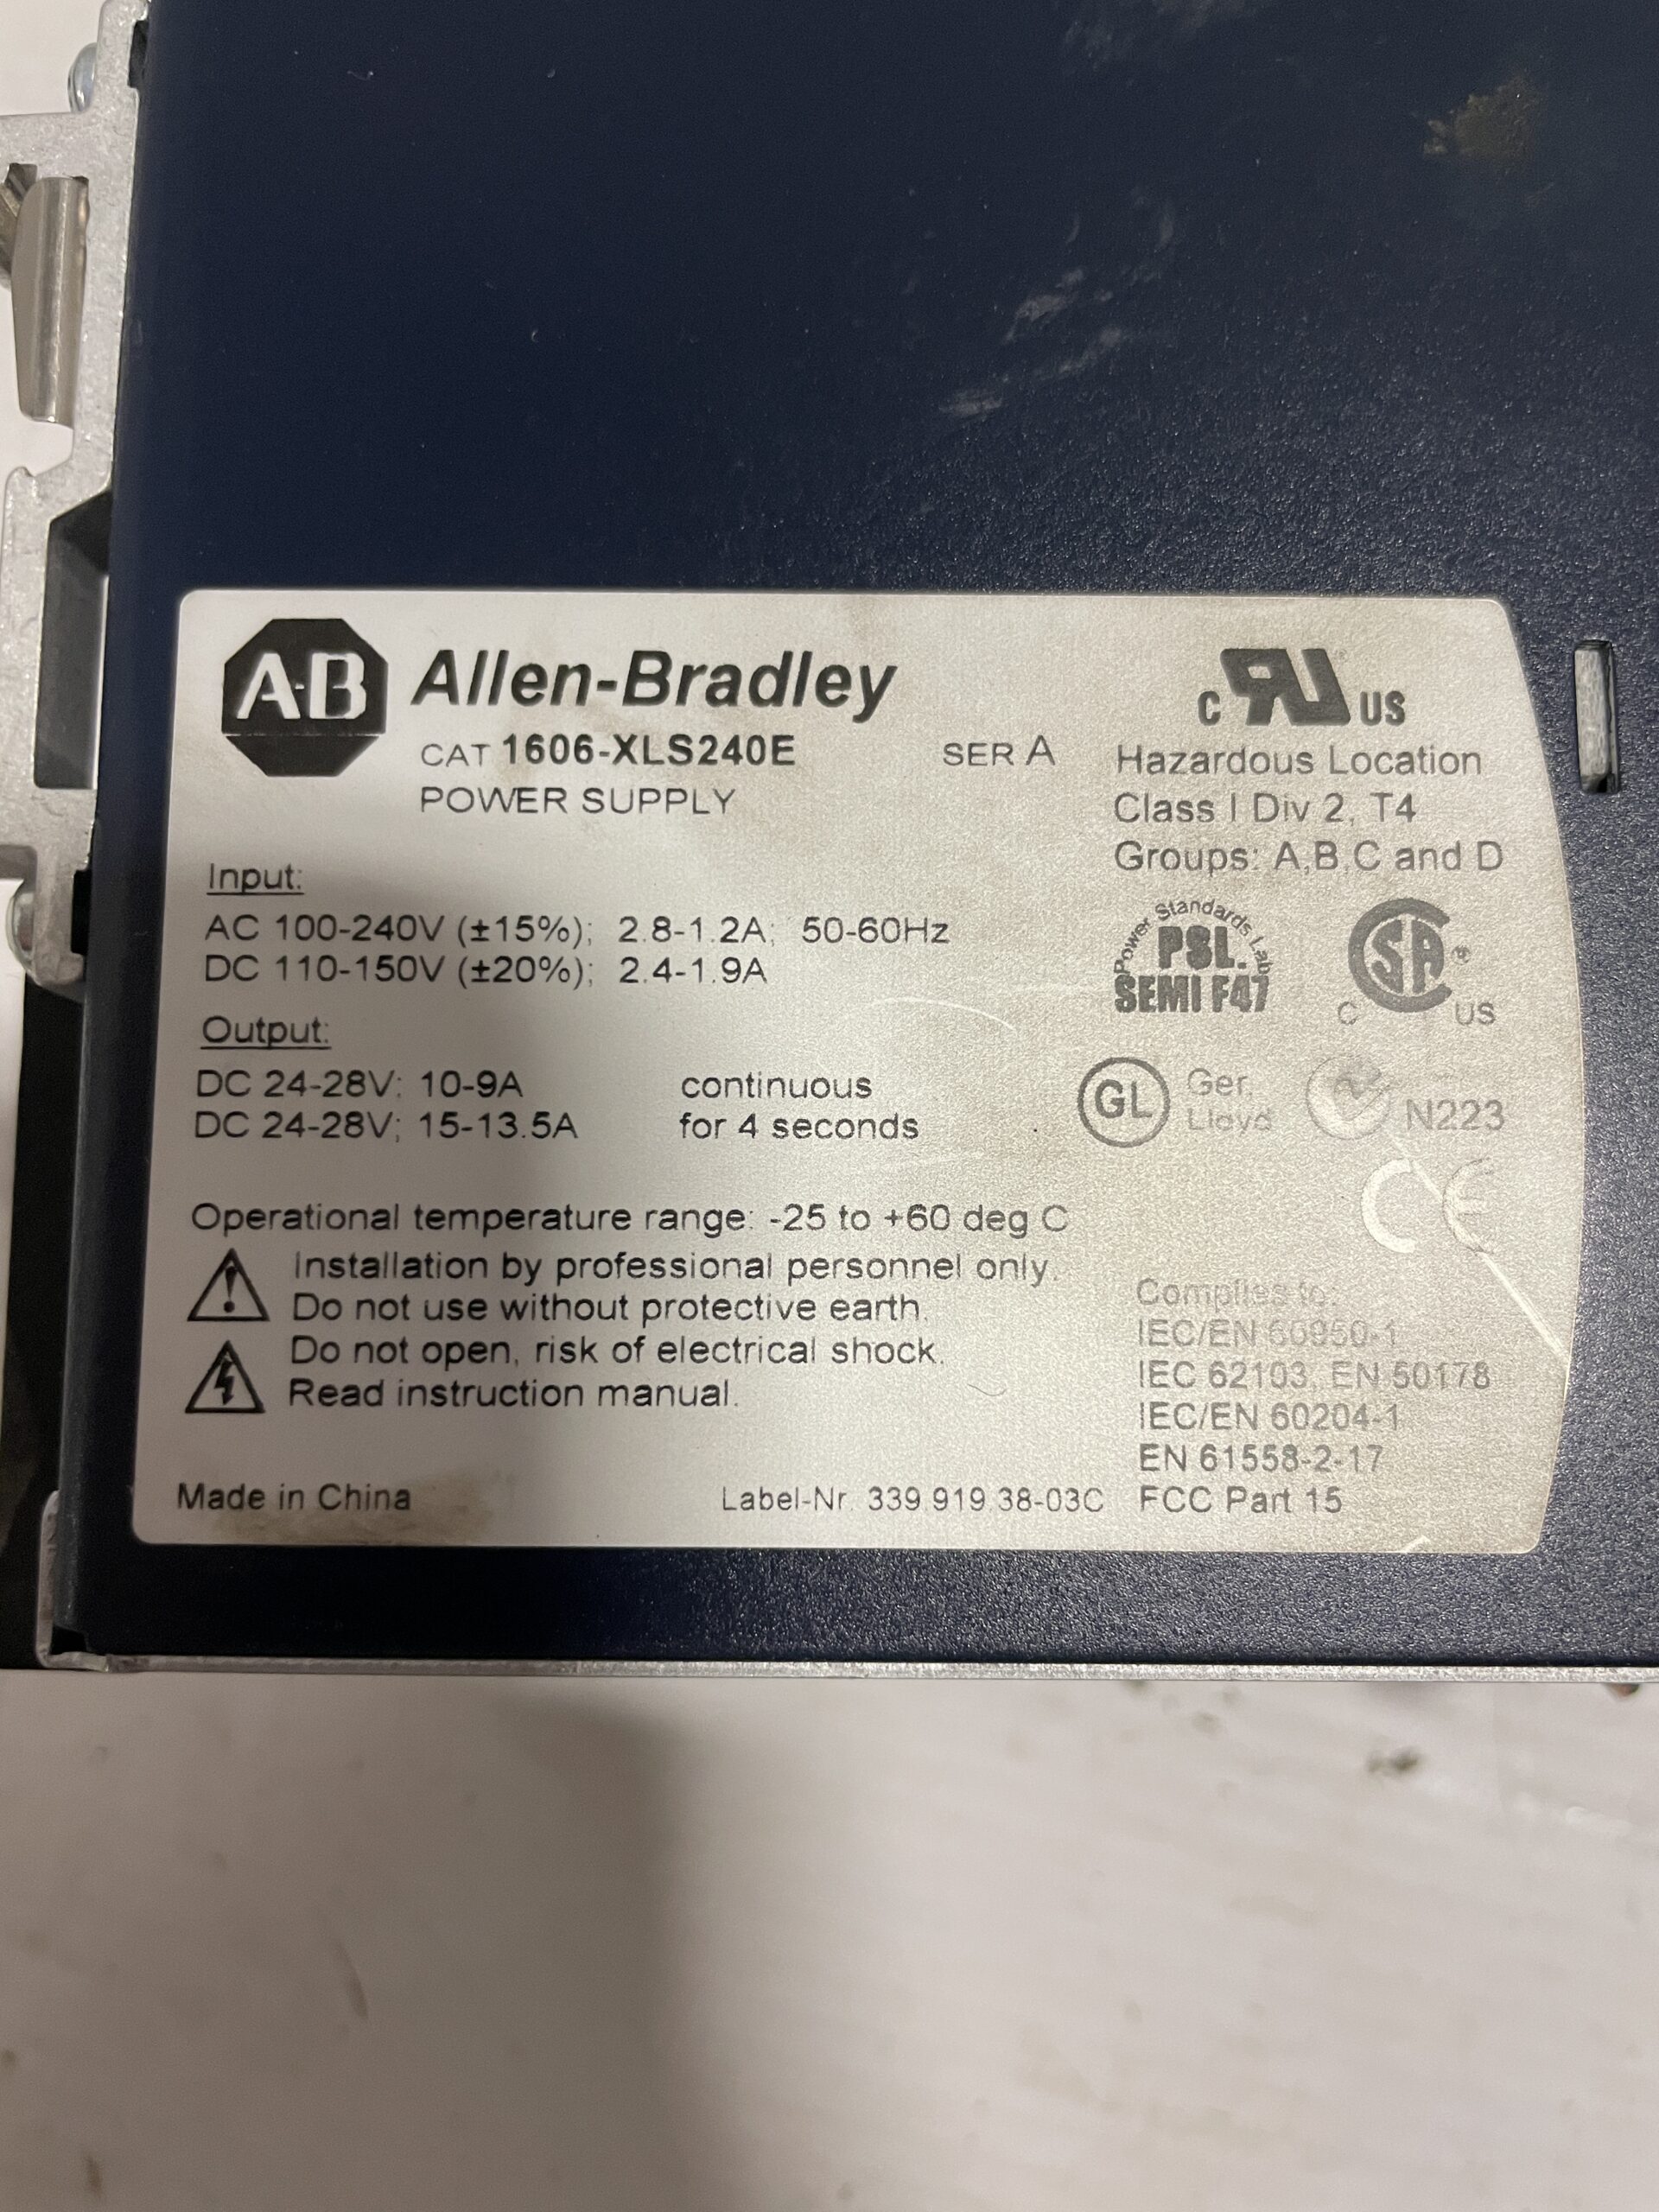 A-B Allen-Bradley
CAT 1606-XLS240E SER A
POWER SUPPLY
Input:
AC 100-240V (±15%); 2.8-1.2A; 50-60Hz
DC 110-150V (±20%); 2.4-1.9A
Output:
DC 24-28V; 10-9A continuous
DC 24-28V; 15-13.5A for 4 seconds
Operational temperature range: -25 to +60 deg C
Installation by professional personnel only.
Do not use without protective earth.
Do not open, risk of electrical shock.
Read instruction manual.
Made in China
Label-Nr. 339.919.38-03C
C RU US
Hazardous Location
Class I Div 2, T4
Groups: A,B,C and D
Power Standards Lab
PSL.
SEMI F47
C SA® US
GL
Ger.
Lloyd
N223
CE
Complies to:
IEC/EN 60950-1
IEC 62103, EN 50178
IEC/EN 60204-1
EN 61558-2-17
FCC Part 15